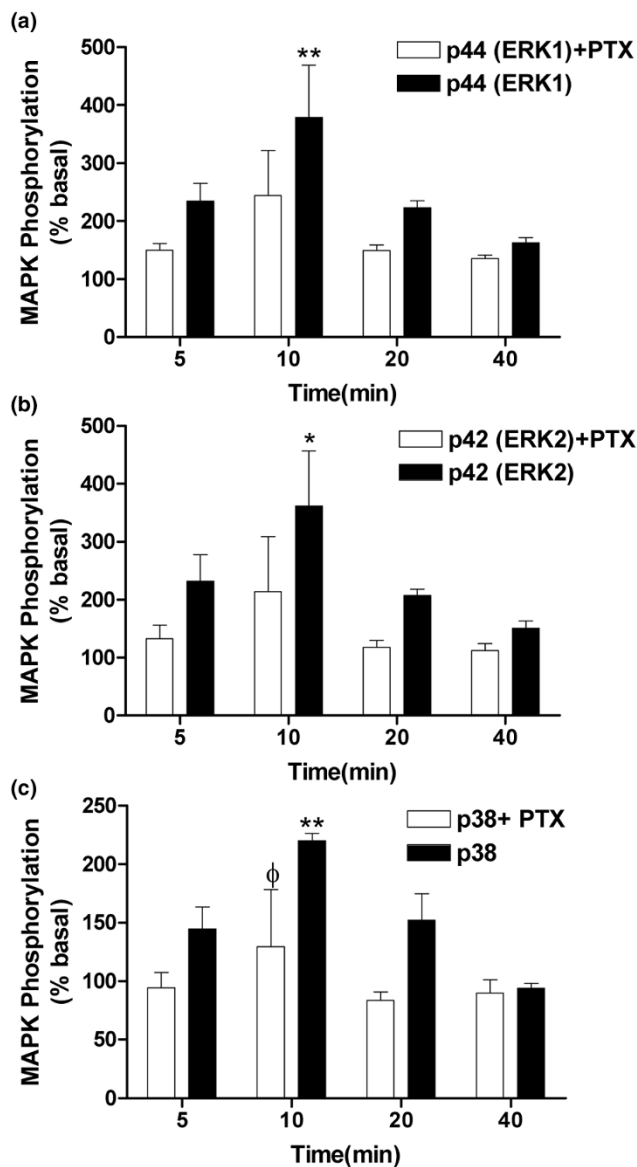 (a)
MAPK Phosphorylation
(% basal)
500
400
300
200
100
0
**
p44 (ERK1)+PTX
p44 (ERK1)
5 10 20 40
Time(min)
(b)
MAPK Phosphorylation
(% basal)
500
400
300
200
100
0
*
p42 (ERK2)+PTX
p42 (ERK2)
5 10 20 40
Time(min)
(c)
MAPK Phosphorylation
(% basal)
250
200
150
100
50
0
ϕ
**
p38+ PTX
p38
5 10 20 40
Time(min)